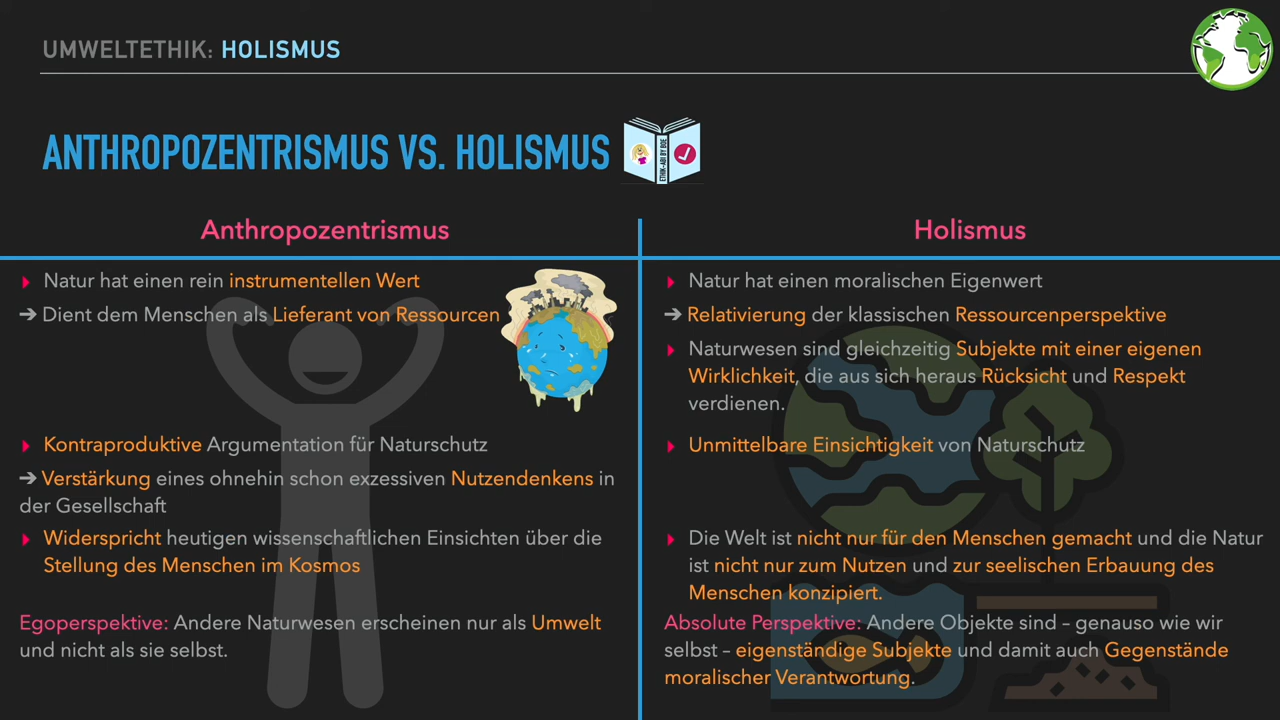 UMWELTETHIK: HOLISMUS
ANTHROPOZENTRISMUS VS. HOLISMUS
ETHIK-ABI BY BOE
Anthropozentrismus
Natur hat einen rein instrumentellen Wert
➔ Dient dem Menschen als Lieferant von Ressourcen
Kontraproduktive Argumentation für Naturschutz
➔ Verstärkung eines ohnehin schon exzessiven Nutzendenkens in
der Gesellschaft
Widerspricht heutigen wissenschaftlichen Einsichten über die
Stellung des Menschen im Kosmos
Egoperspektive: Andere Naturwesen erscheinen nur als Umwelt
und nicht als sie selbst.
Holismus
Natur hat einen moralischen Eigenwert
➔ Relativierung der klassischen Ressourcenperspektive
Naturwesen sind gleichzeitig Subjekte mit einer eigenen
Wirklichkeit, die aus sich heraus Rücksicht und Respekt
verdienen.
Unmittelbare Einsichtigkeit von Naturschutz
Die Welt ist nicht nur für den Menschen gemacht und die Natur
ist nicht nur zum Nutzen und zur seelischen Erbauung des
Menschen konzipiert.
Absolute Perspektive: Andere Objekte sind – genauso wie wir
selbst – eigenständige Subjekte und damit auch Gegenstände
moralischer Verantwortung.